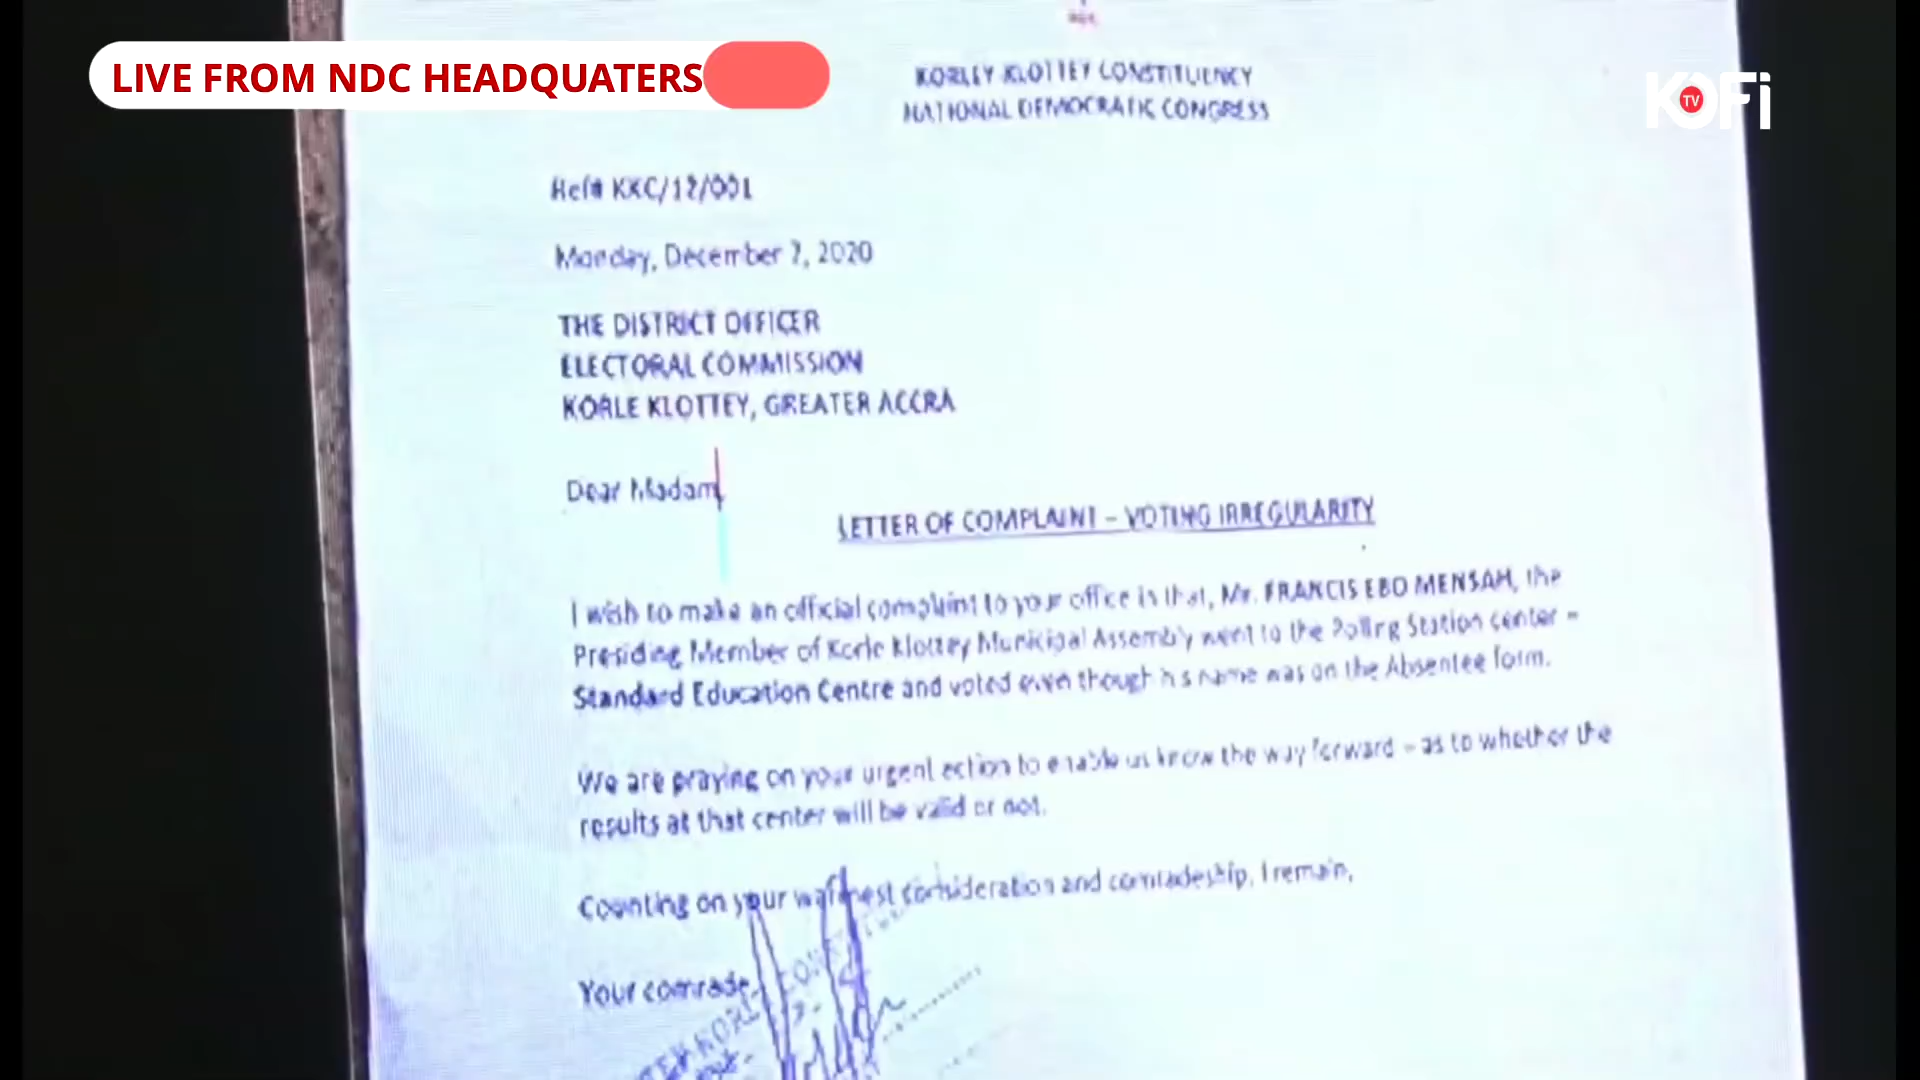 LIVE FROM NDC HEADQUATERS
KOFi TV
KORLEY KLOTTEY CONSTITUENCY
NATIONAL DEMOCRATIC CONGRESS
Ref# KKC/12/001
Monday, December 7, 2020
THE DISTRICT OFFICER
ELECTORAL COMMISSION
KORLE KLOTTEY, GREATER ACCRA
Dear Madam,
LETTER OF COMPLAINT – VOTING IRREGULARITY
I wish to make an official complaint to your office is that, Mr. FRANCIS EBO MENSAH, the
Presiding Member of Korle Klottey Municipal Assembly went to the Polling Station center –
Standard Education Centre and voted even though his name was on the Absentee form.
We are praying on your urgent action to enable us know the way forward – as to whether the
results at that center will be valid or not.
Counting on your warmest consideration and comradeship, I remain,
Your comrade,